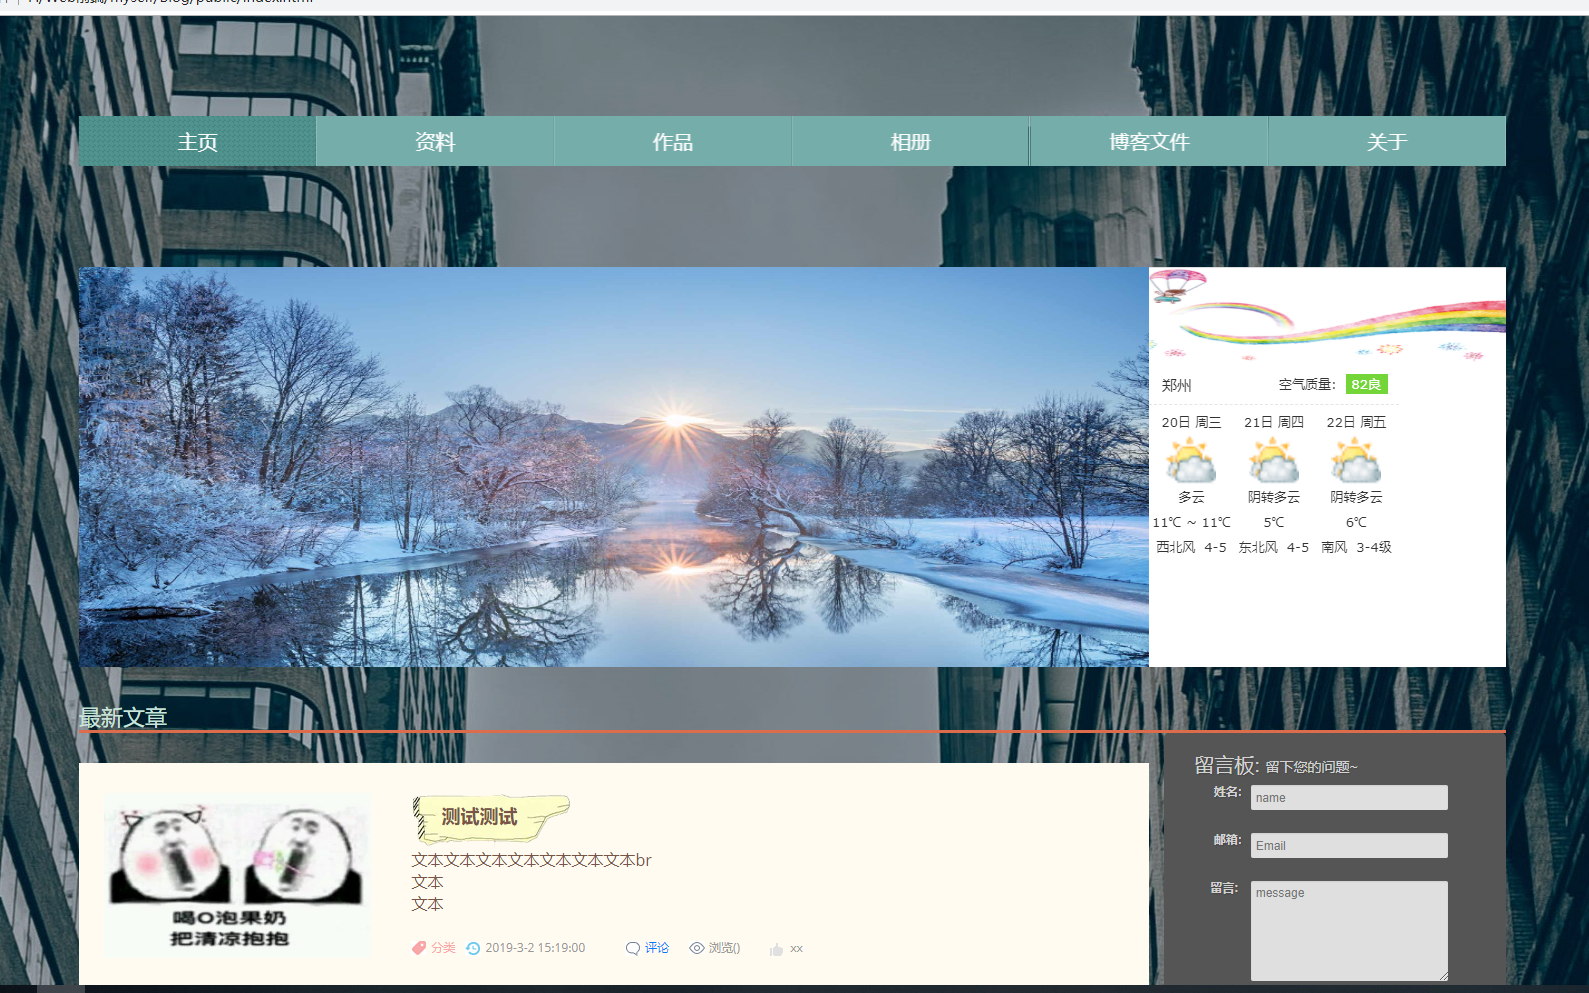 主页 资料 作品 相册 博客文件 关于
郑州 空气质量: 82良
20日 周三 21日 周四 22日 周五
多云 阴转多云 阴转多云
11℃ ~ 11℃ 5℃ 6℃
西北风 4-5 东北风 4-5 南风 3-4级
最新文章
测试测试
文本文本文本文本文本文本文本br
文本
文本
分类 2019-3-2 15:19:00 评论 浏览() xx
喝O泡果奶
把清凉抱抱
留言板: 留下您的问题~
姓名: name
邮箱: Email
留言: message